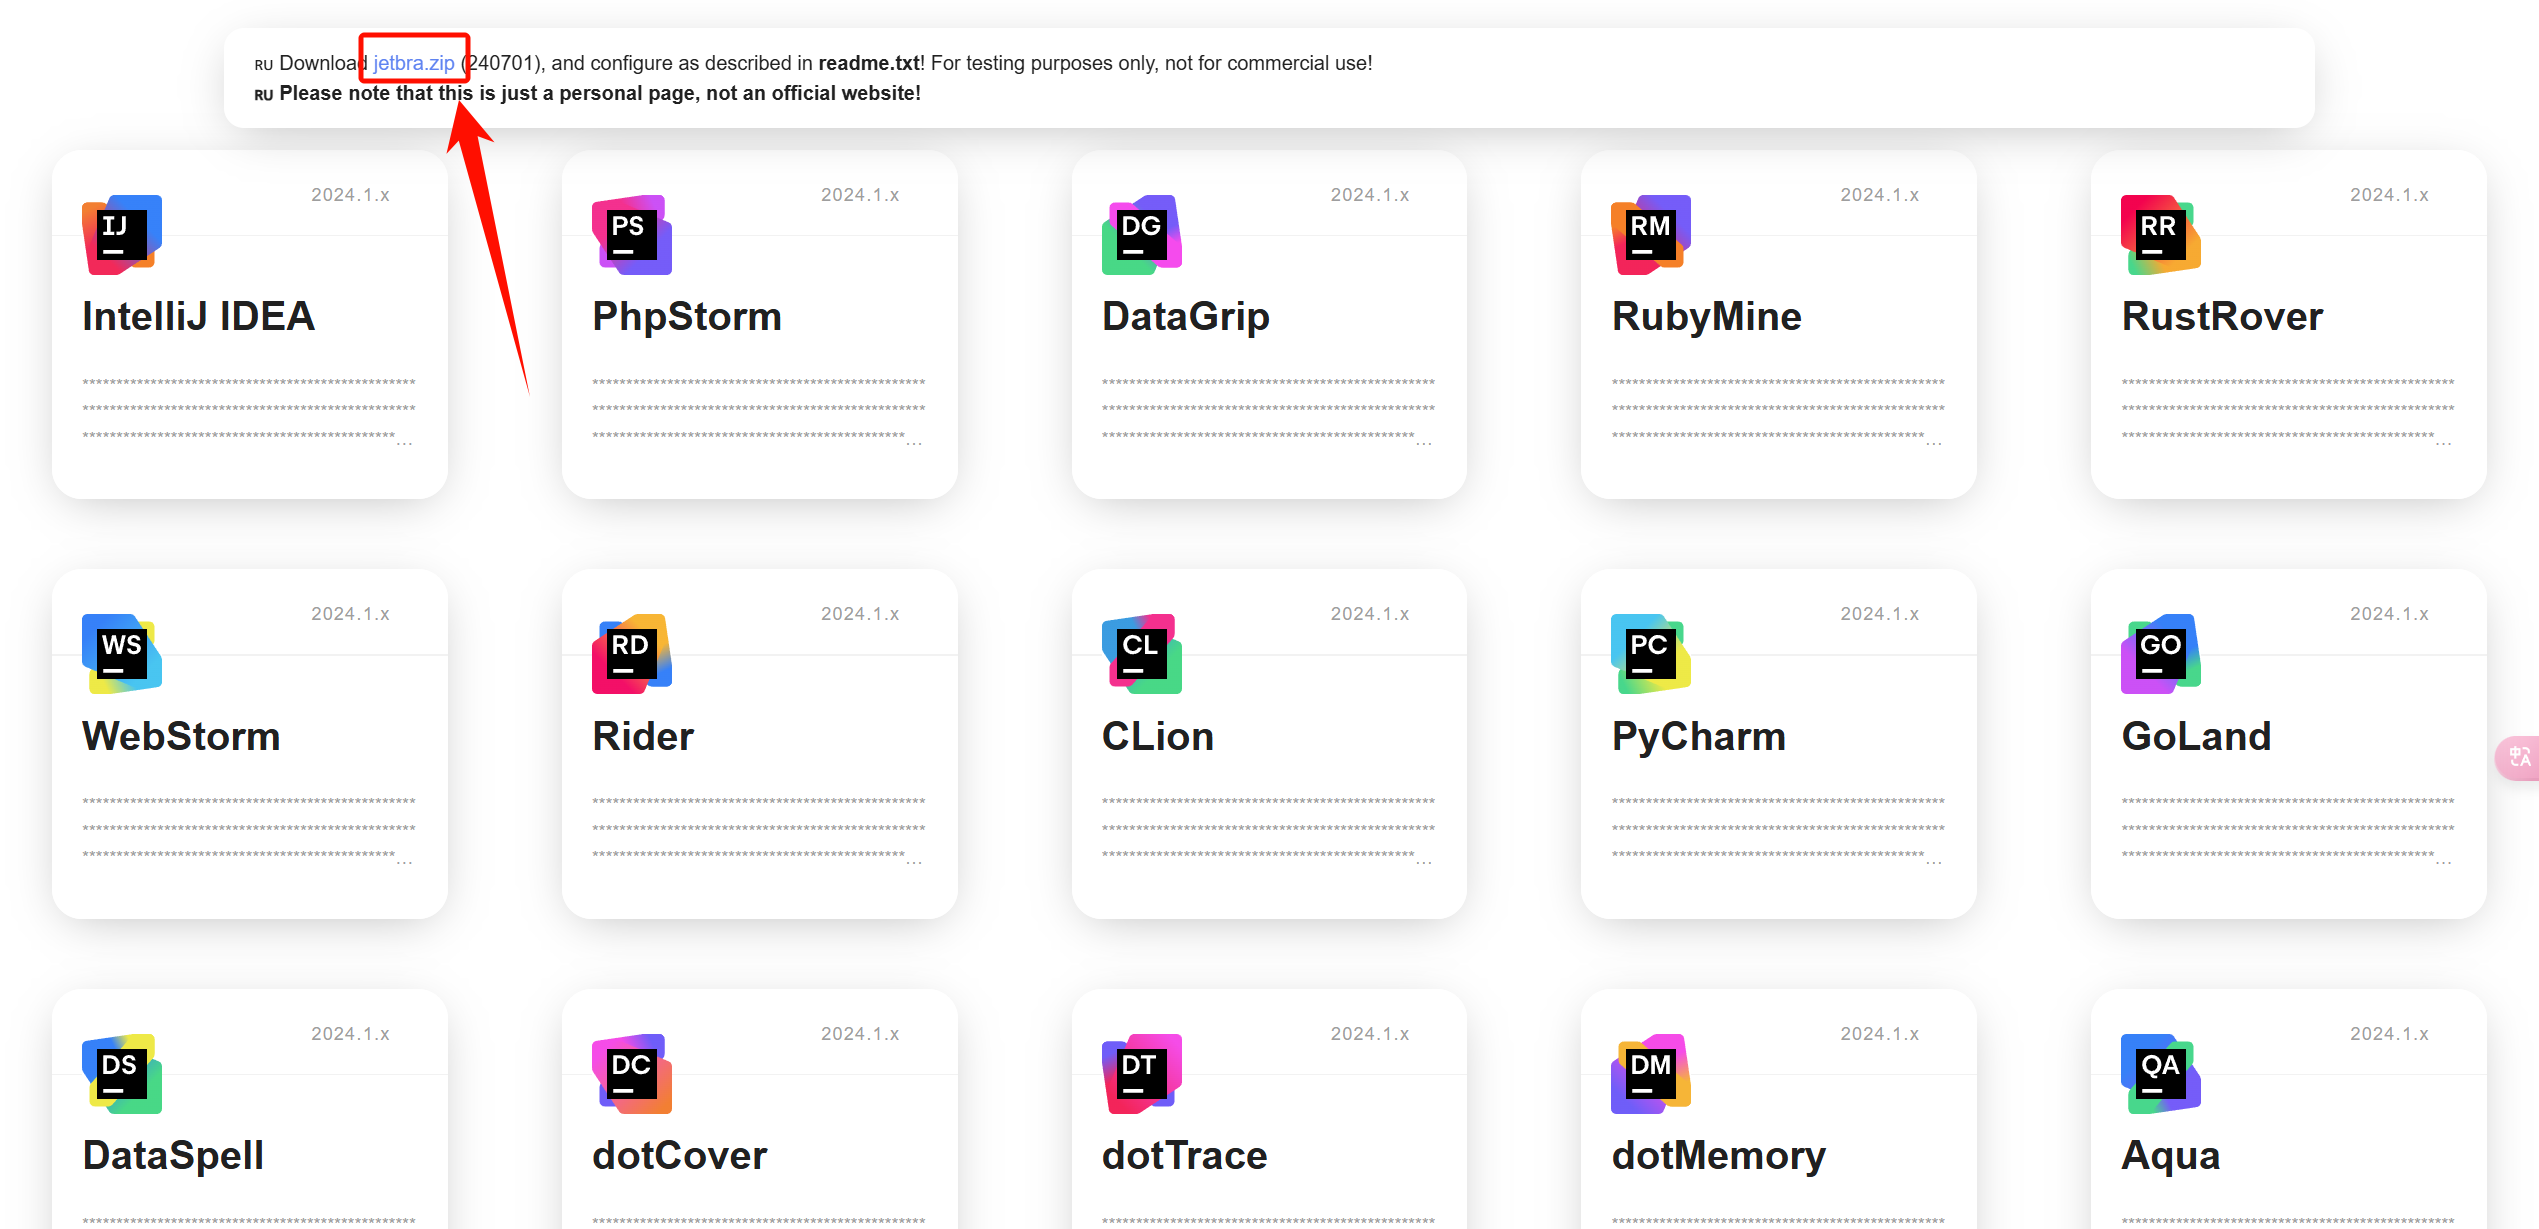 RU Download jetbra.zip (240701), and configure as described in readme.txt! For testing purposes only, not for commercial use!
RU Please note that this is just a personal page, not an official website!
2024.1.x 2024.1.x 2024.1.x 2024.1.x 2024.1.x
IJ PS DG RM RR
IntelliJ IDEA PhpStorm DataGrip RubyMine RustRover
2024.1.x 2024.1.x 2024.1.x 2024.1.x 2024.1.x
WS RD CL PC GO
WebStorm Rider CLion PyCharm GoLand
中 A
2024.1.x 2024.1.x 2024.1.x 2024.1.x 2024.1.x
DS DC DT DM QA
DataSpell dotCover dotTrace dotMemory Aqua